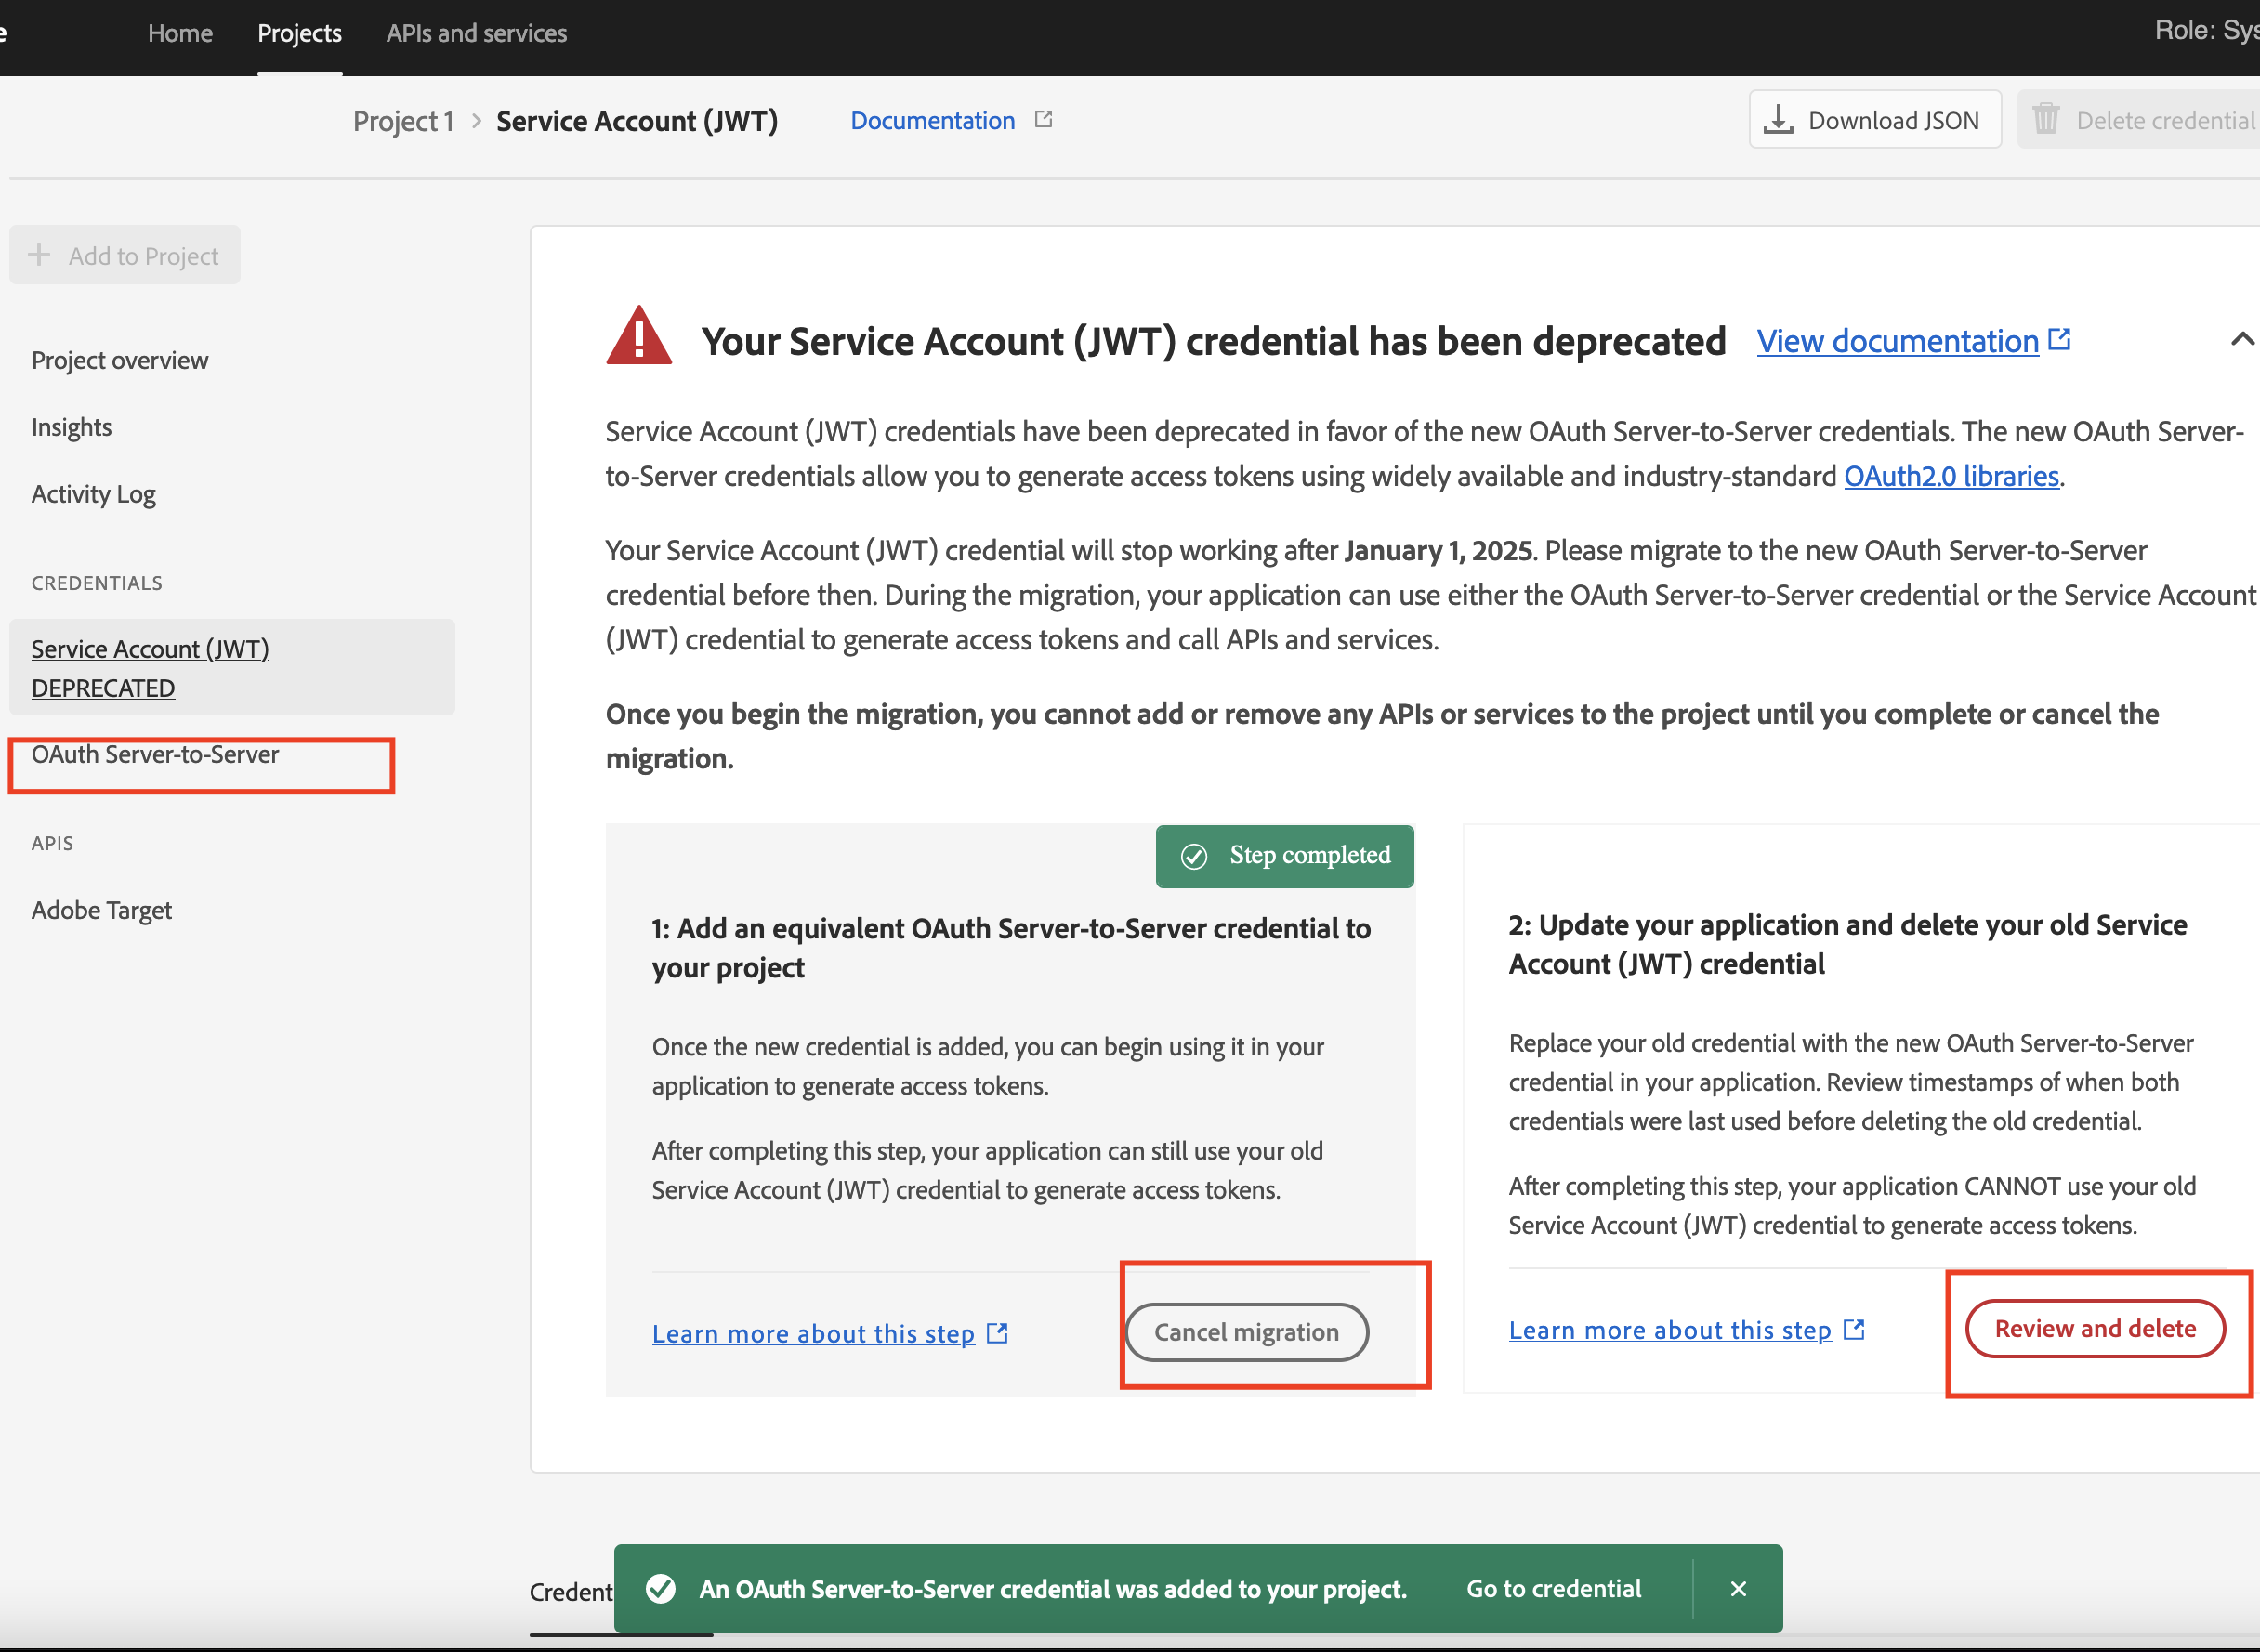 Home Projects APIs and services
Role: Sys
Project 1 > Service Account (JWT) Documentation
Download JSON Delete credential
+ Add to Project
Project overview
Insights
Activity Log
CREDENTIALS
Service Account (JWT)
DEPRECATED
OAuth Server-to-Server
APIS
Adobe Target
Your Service Account (JWT) credential has been deprecated View documentation
Service Account (JWT) credentials have been deprecated in favor of the new OAuth Server-to-Server credentials. The new OAuth Server-
to-Server credentials allow you to generate access tokens using widely available and industry-standard OAuth2.0 libraries.
Your Service Account (JWT) credential will stop working after January 1, 2025. Please migrate to the new OAuth Server-to-Server
credential before then. During the migration, your application can use either the OAuth Server-to-Server credential or the Service Account
(JWT) credential to generate access tokens and call APIs and services.
Once you begin the migration, you cannot add or remove any APIs or services to the project until you complete or cancel the
migration.
Step completed
1: Add an equivalent OAuth Server-to-Server credential to
your project
Once the new credential is added, you can begin using it in your
application to generate access tokens.
After completing this step, your application can still use your old
Service Account (JWT) credential to generate access tokens.
Learn more about this step Cancel migration
2: Update your application and delete your old Service
Account (JWT) credential
Replace your old credential with the new OAuth Server-to-Server
credential in your application. Review timestamps of when both
credentials were last used before deleting the old credential.
After completing this step, your application CANNOT use your old
Service Account (JWT) credential to generate access tokens.
Learn more about this step Review and delete
Credent
An OAuth Server-to-Server credential was added to your project. Go to credential